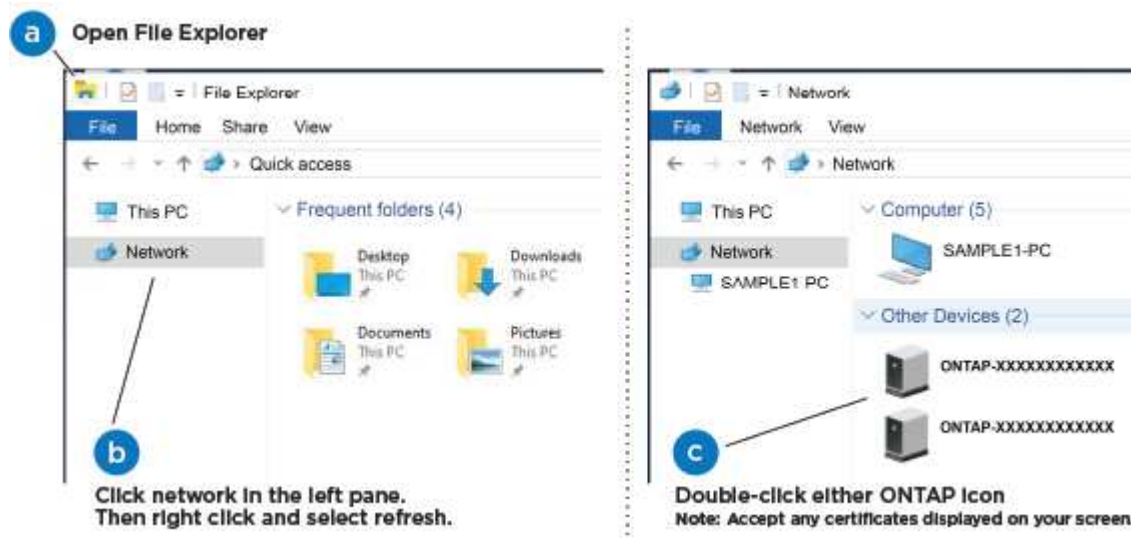 a Open File Explorer
File Explorer
File Home Share View
Quick access
This PC
Network
Frequent folders (4)
Desktop
This PC
Downloads
This PC
Documents
This PC
Pictures
This PC
b
Click network in the left pane.
Then right click and select refresh.
Network
File Network View
Network
This PC
Network
SAMPLE1 PC
Computer (5)
SAMPLE1-PC
Other Devices (2)
ONTAP-XXXXXXXXXXXX
ONTAP-XXXXXXXXXXXX
c
Double-click either ONTAP icon
Note: Accept any certificates displayed on your screen